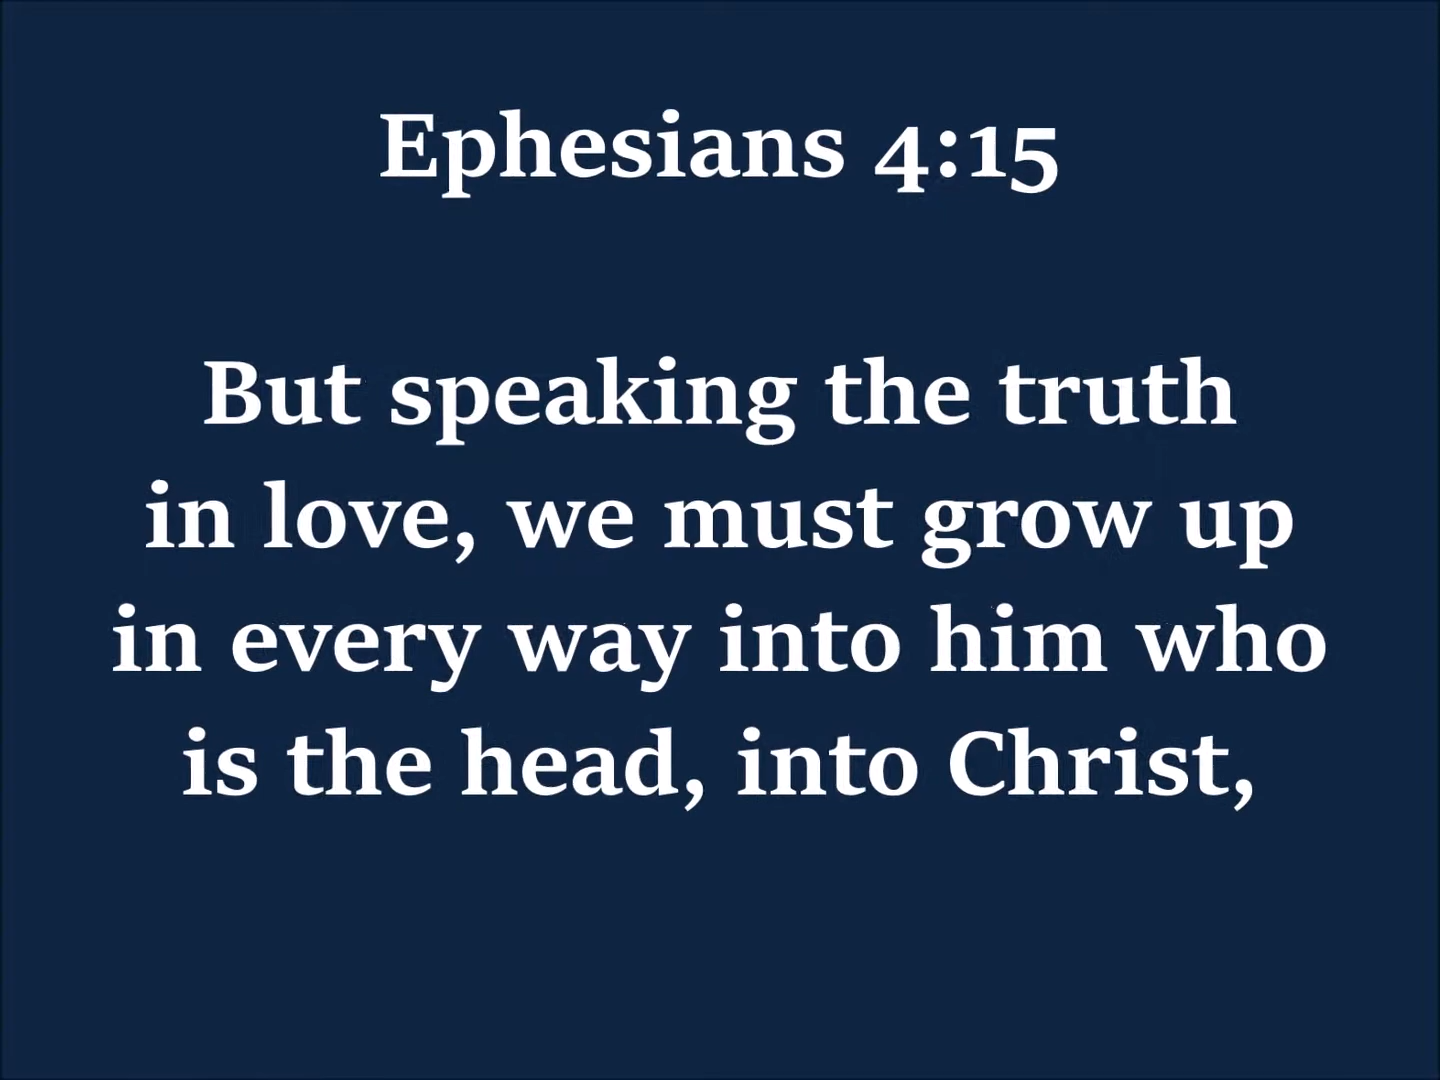 Ephesians 4:15
But speaking the truth
in love, we must grow up
in every way into him who
is the head, into Christ,